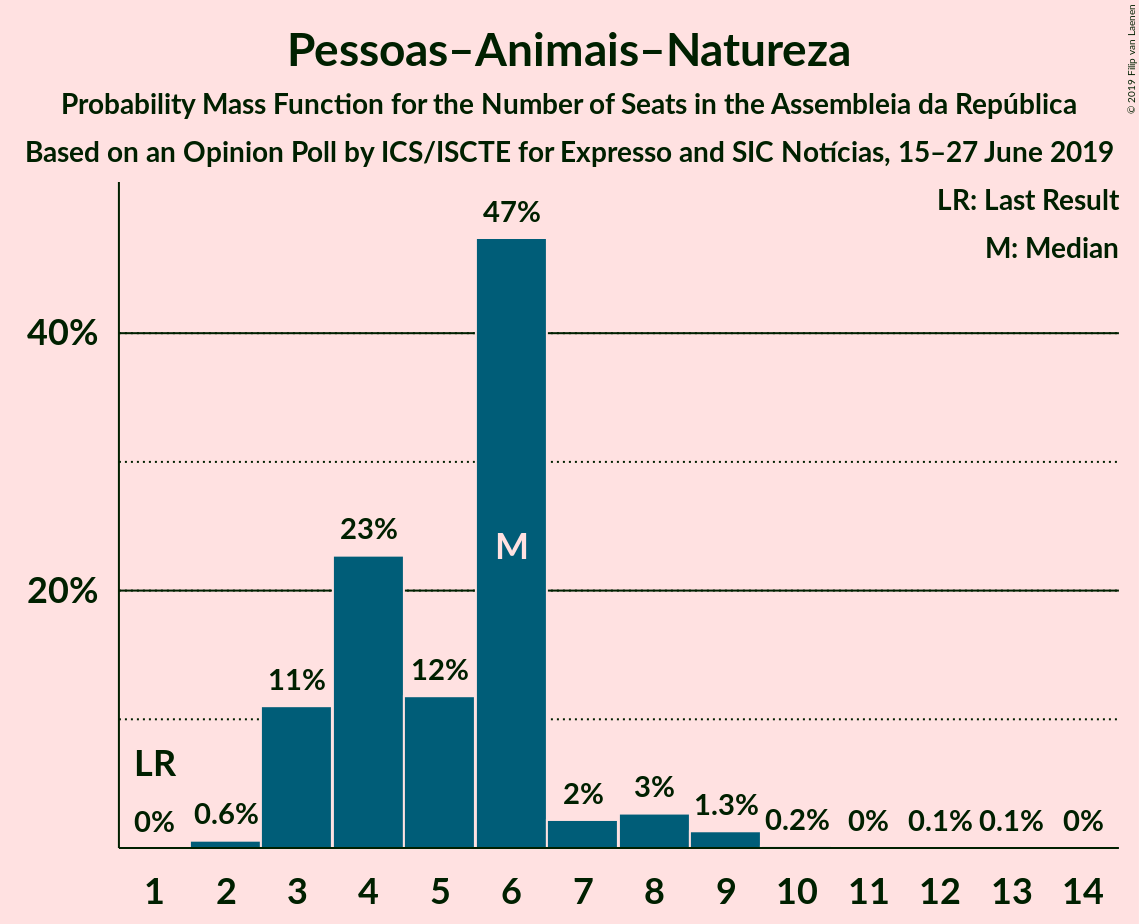 Pessoas–Animais–Natureza
Probability Mass Function for the Number of Seats in the Assembleia da República
Based on an Opinion Poll by ICS/ISCTE for Expresso and SIC Notícias, 15–27 June 2019
© 2019 Filip van Laenen
LR: Last Result
M: Median
47%
40%
23%
M
20%
12%
11%
LR
0% 0.6% 2% 3% 1.3% 0.2% 0% 0.1% 0.1% 0%
1 2 3 4 5 6 7 8 9 10 11 12 13 14